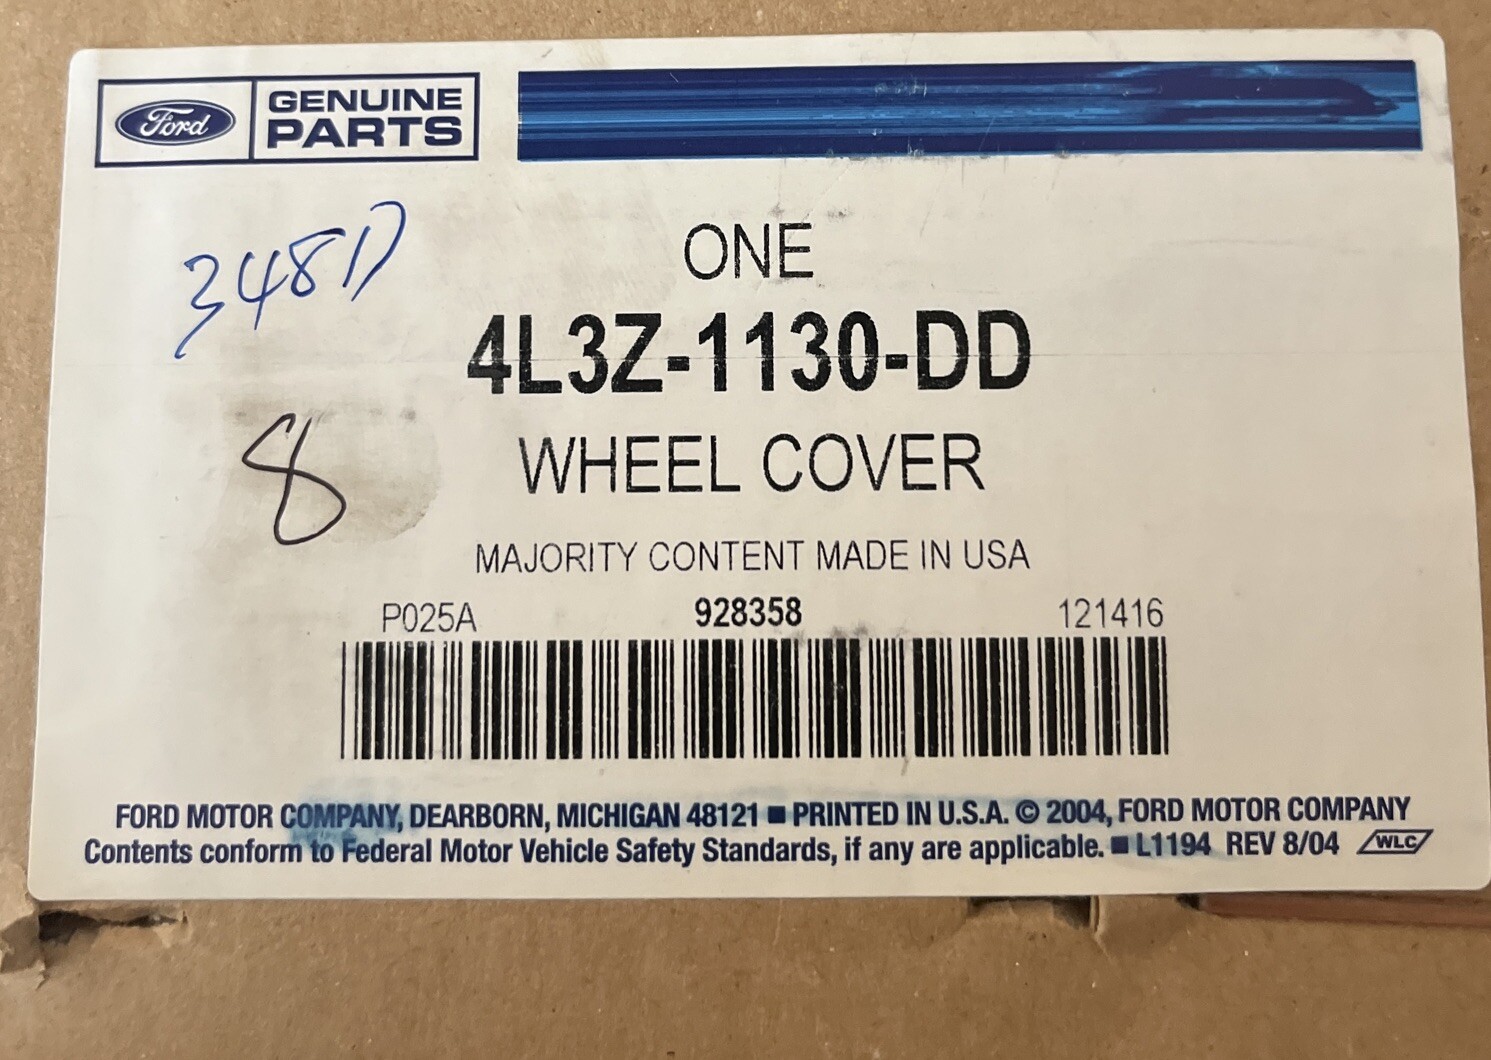 Ford
GENUINE
PARTS
348D
ONE
4L3Z-1130-DD
8
WHEEL COVER
MAJORITY CONTENT MADE IN USA
P025A 928358 121416
FORD MOTOR COMPANY, DEARBORN, MICHIGAN 48121 ■ PRINTED IN U.S.A. © 2004, FORD MOTOR COMPANY
Contents conform to Federal Motor Vehicle Safety Standards, if any are applicable. ■ L1194 REV 8/04 WLC